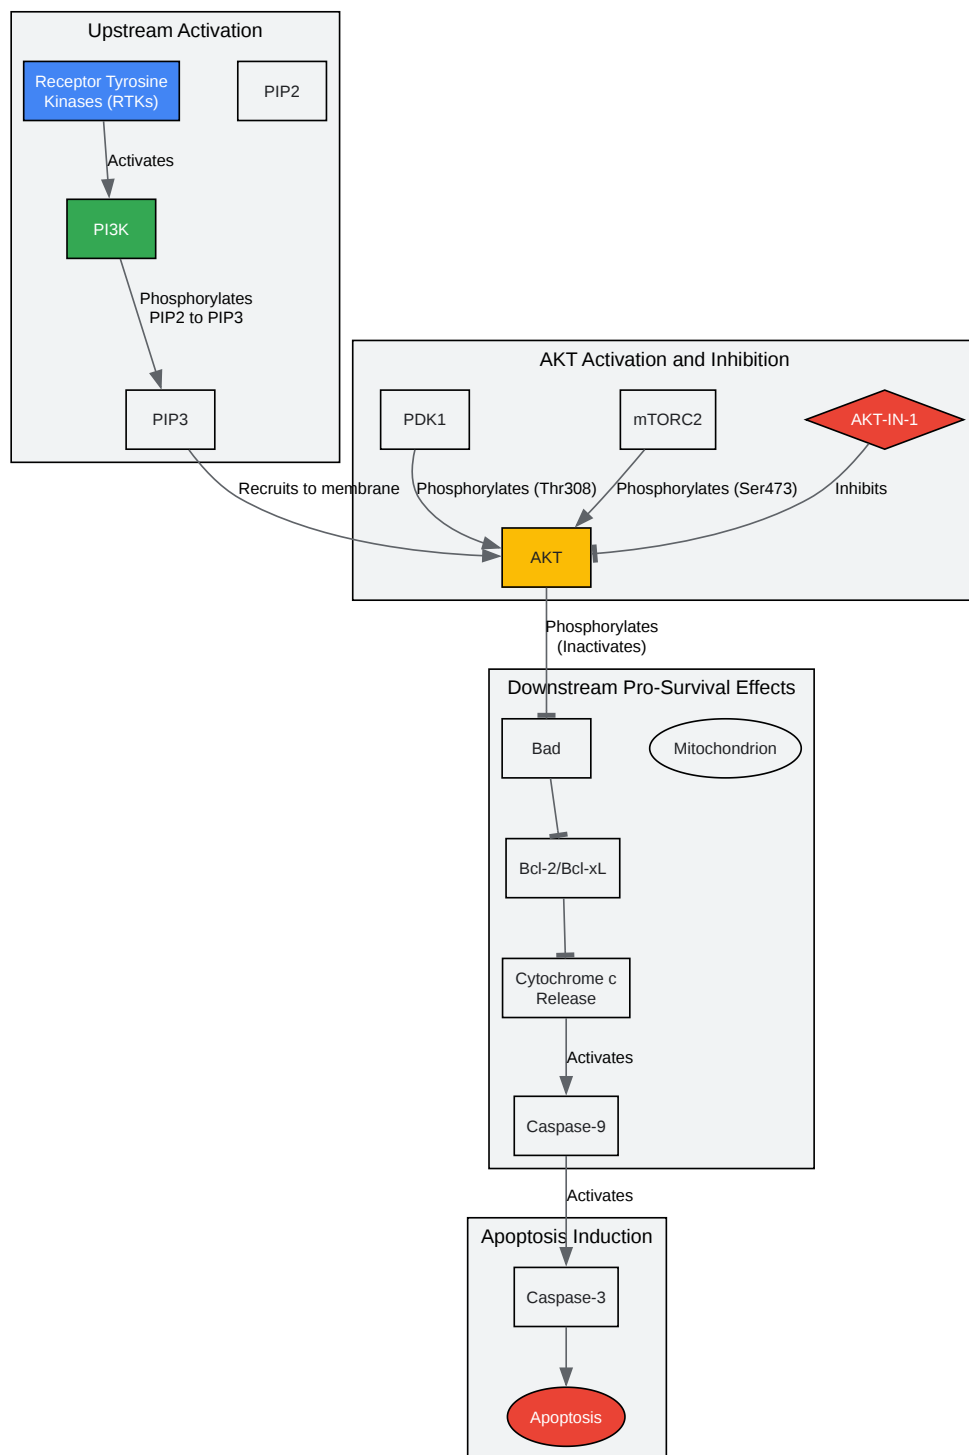 Upstream Activation
Receptor Tyrosine
Kinases (RTKs)
PIP2
Activates
PI3K
Phosphorylates
PIP2 to PIP3
PIP3
AKT Activation and Inhibition
PDK1
mTORC2
AKT-IN-1
Recruits to membrane
Phosphorylates (Thr308)
Phosphorylates (Ser473)
Inhibits
AKT
Phosphorylates
(Inactivates)
Downstream Pro-Survival Effects
Bad
Mitochondrion
Bcl-2/Bcl-xL
Cytochrome c
Release
Activates
Caspase-9
Activates
Apoptosis Induction
Caspase-3
Apoptosis